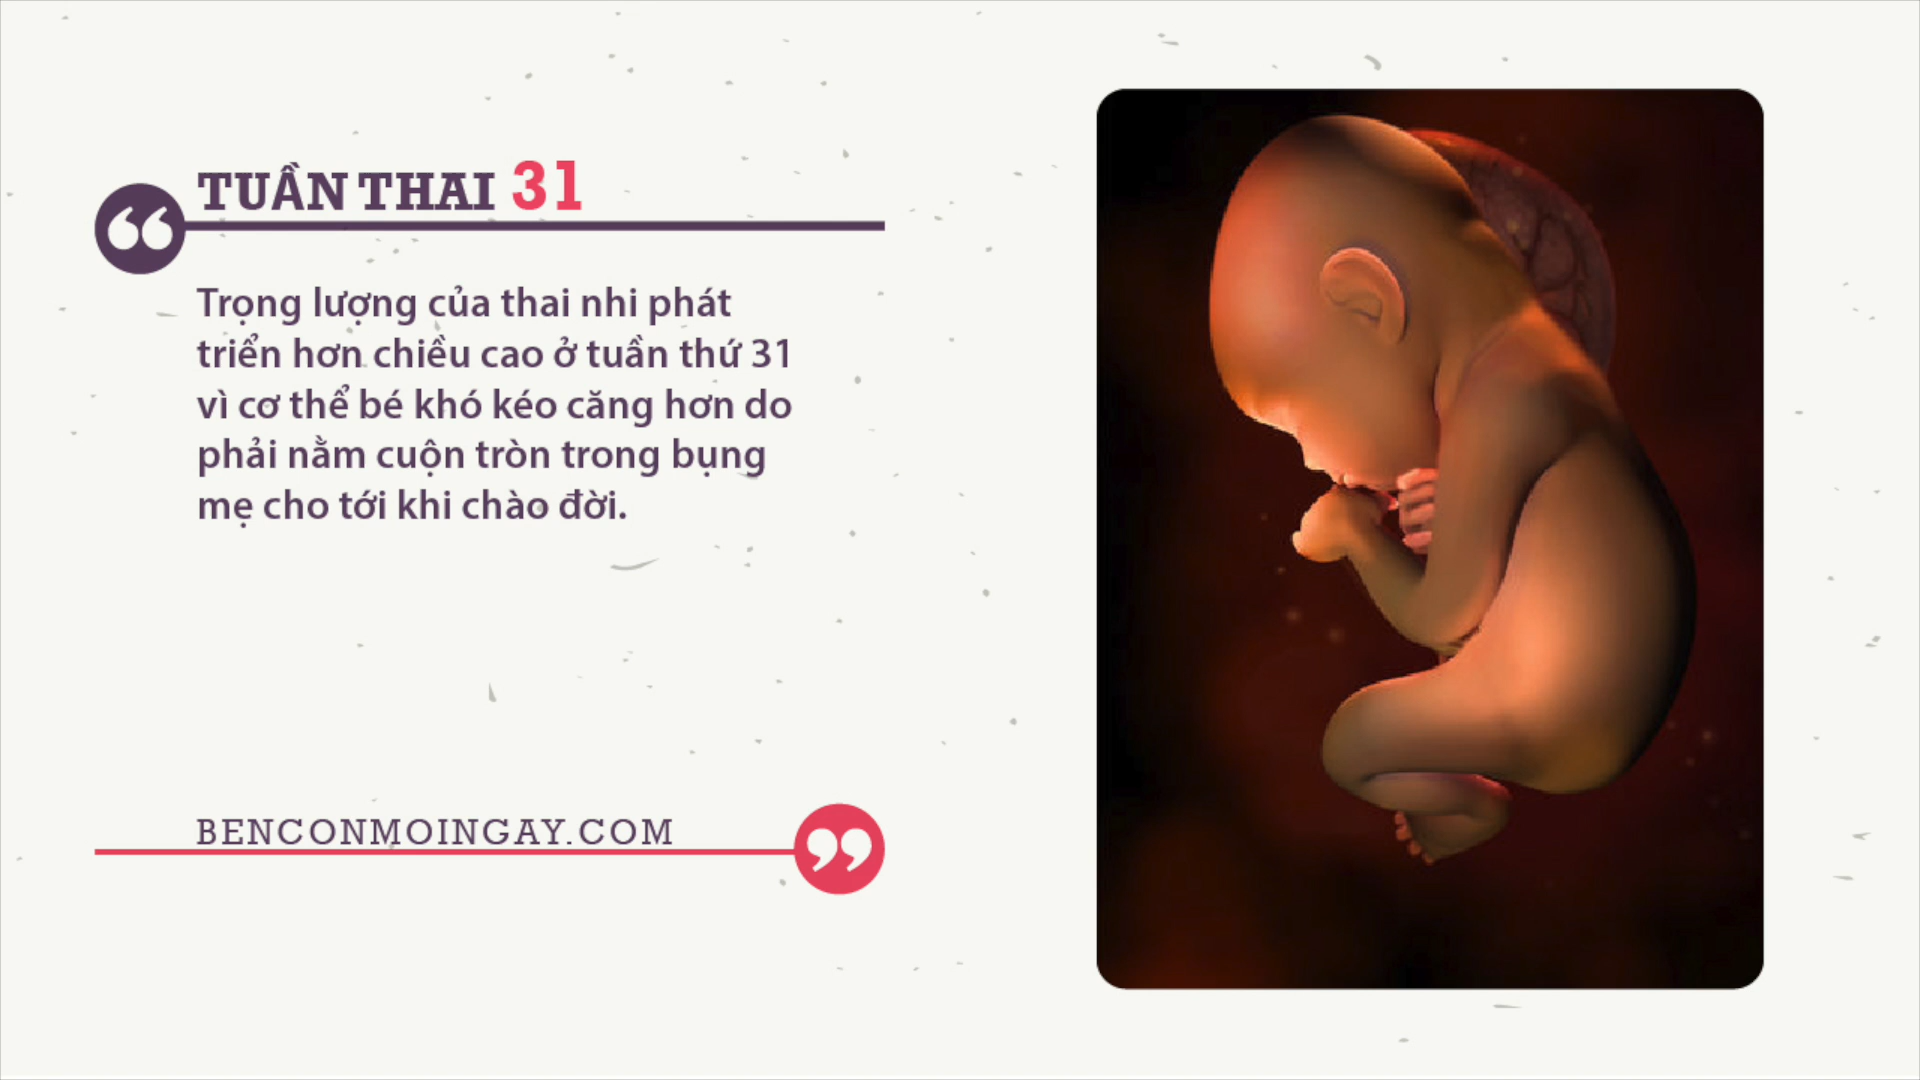 TUẦN THAI 31
Trọng lượng của thai nhi phát
triển hơn chiều cao ở tuần thứ 31
vì cơ thể bé khó kéo căng hơn do
phải nằm cuộn tròn trong bụng
mẹ cho tới khi chào đời.
BENCONMOINGAY.COM